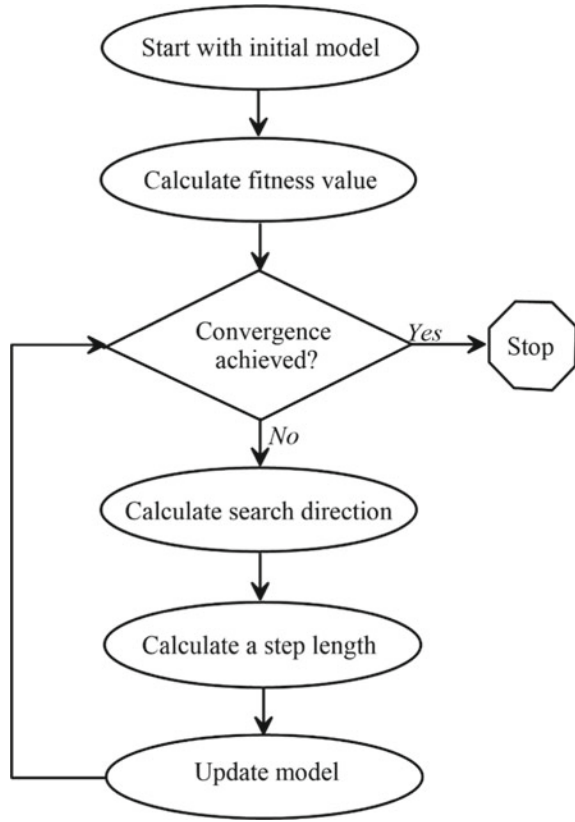 Start with initial model
Calculate fitness value
Convergence
achieved?
Yes
Stop
No
Calculate search direction
Calculate a step length
Update model